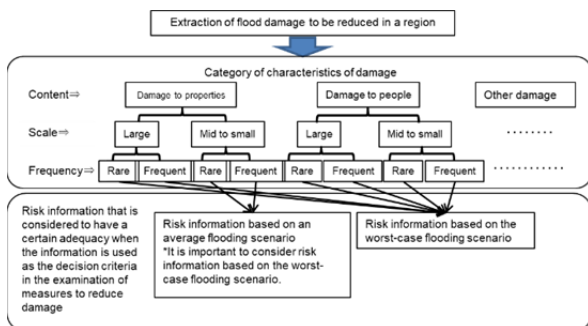 Extraction of flood damage to be reduced in a region
Category of characteristics of damage
Content⇒
Damage to properties
Damage to people
Other damage
Scale⇒
Large
Mid to small
Large
Mid to small
········
Frequency⇒
Rare
Frequent
Rare
Frequent
Rare
Frequent
Rare
Frequent
············
Risk information that is
considered to have a
certain adequacy when
the information is used
as the decision criteria
in the examination of
measures to reduce
damage
Risk information based on an
average flooding scenario
*It is important to consider risk
information based on the worst-
case flooding scenario.
Risk information based on the
worst-case flooding scenario